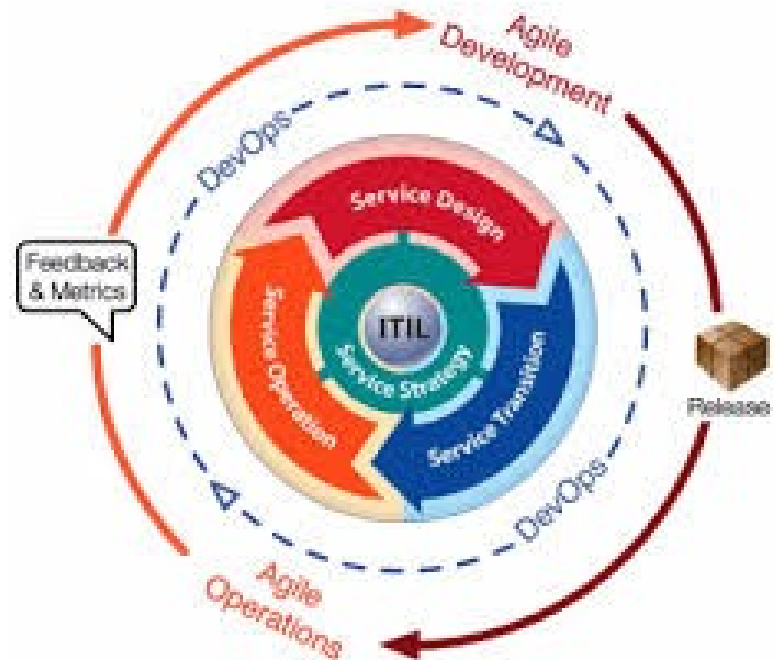 Agile
Development
DevOps
Service Design
Feedback
& Metrics
ITIL
Service Strategy
Service Operation
Service Transition
Release
DevOps
Agile
Operations